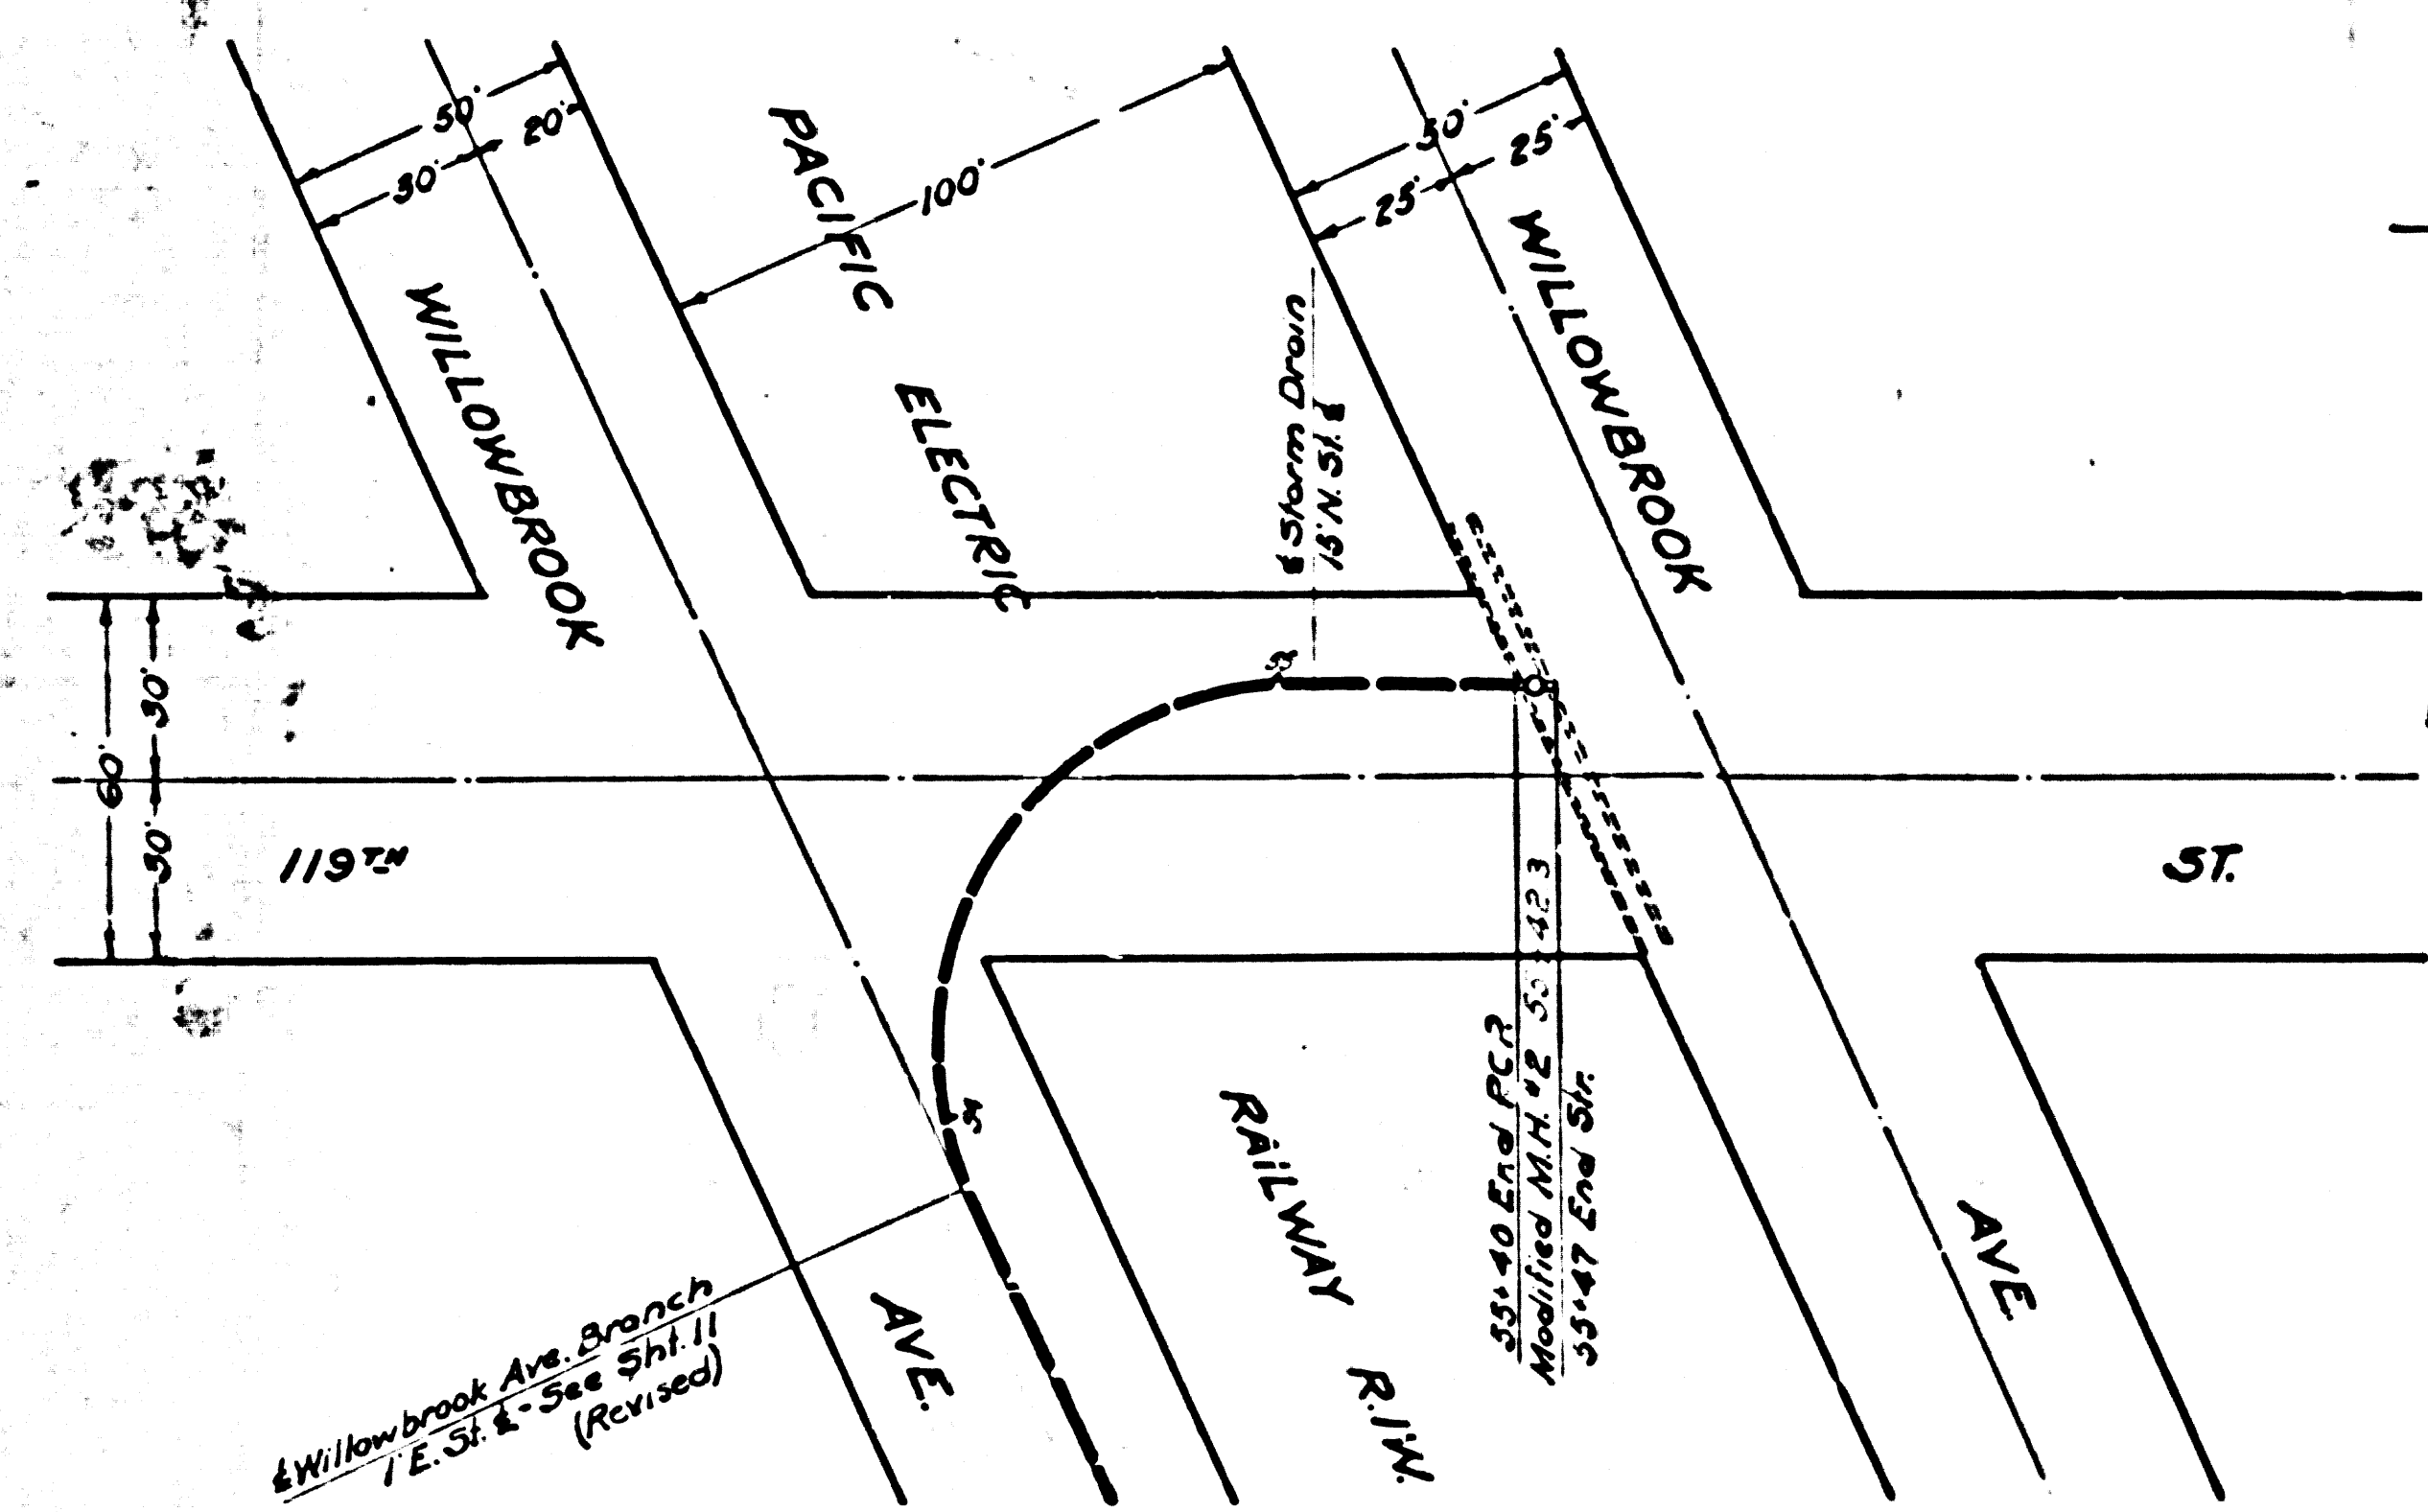 50'
20'
30'
100'
50'
25'
25'
PACIFIC
ELECTRIC
RAILWAY
R.I'W.
WILLOWBROOK
AVE.
WILLOWBROOK
AVE.
℄ Storm Drain
15' N. St. ℄
60'
30'
30'
119TH
ST.
55+40 End P.C.P.
Modified M.H. #2 55+42.3
55+47 End Str.
℄ Willowbrook Ave. Branch
1' E. St. ℄ - See Sht. 11
(Revised)